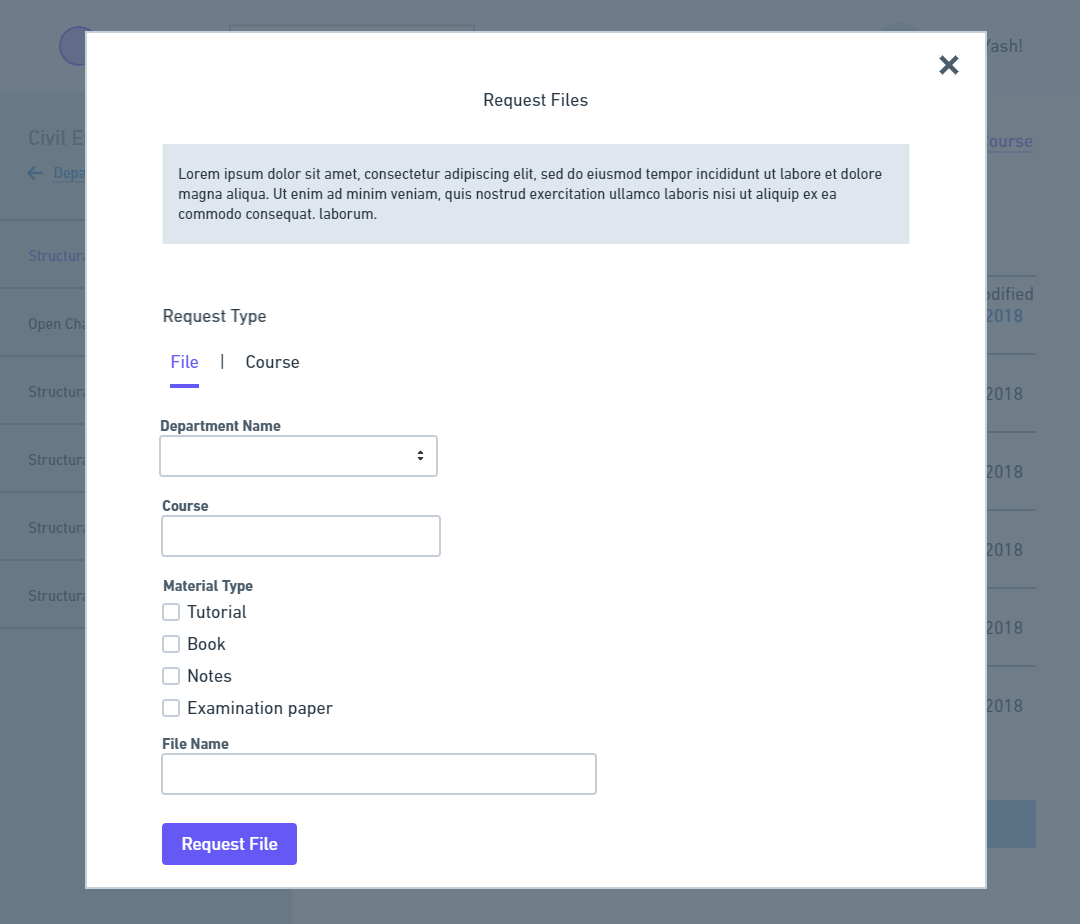 Request Files
Lorem ipsum dolor sit amet, consectetur adipiscing elit, sed do eiusmod tempor incididunt ut labore et dolore
magna aliqua. Ut enim ad minim veniam, quis nostrud exercitation ullamco laboris nisi ut aliquip ex ea
commodo consequat. laborum.
Request Type
File | Course
Department Name
Course
Material Type
Tutorial
Book
Notes
Examination paper
File Name
Request File
Yash!
Civil E
Depa
Structura
Open Cha
Structura
Structura
Structura
Structura
ourse
odified
2018
2018
2018
2018
2018
2018